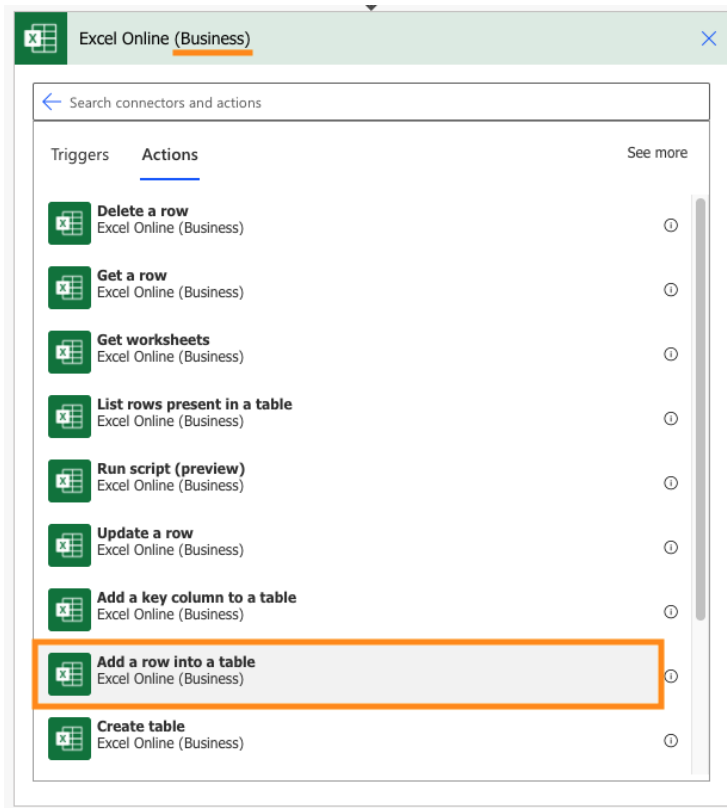 Excel Online (Business)
Search connectors and actions
Triggers Actions See more
Delete a row
Excel Online (Business)
Get a row
Excel Online (Business)
Get worksheets
Excel Online (Business)
List rows present in a table
Excel Online (Business)
Run script (preview)
Excel Online (Business)
Update a row
Excel Online (Business)
Add a key column to a table
Excel Online (Business)
Add a row into a table
Excel Online (Business)
Create table
Excel Online (Business)